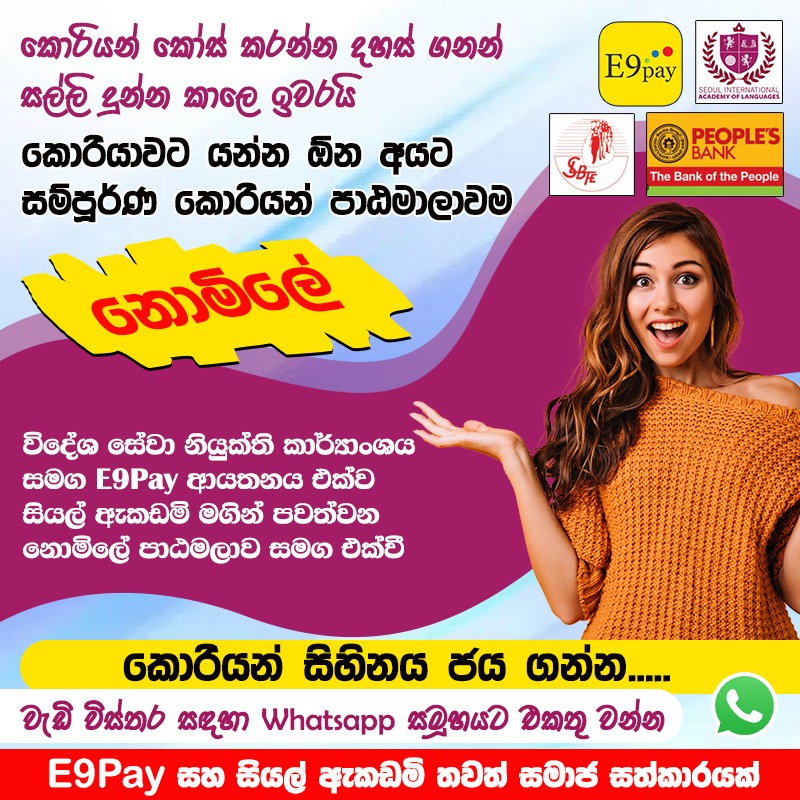 කොරියන් කෝස් කරන්න දහස් ගනන්
සල්ලි දුන්න කාලෙ ඉවරයි
E9pay
SEOUL INTERNATIONAL
ACADEMY OF LANGUAGES
කොරියාවට යන්න ඕන අයට
සම්පූර්ණ කොරියන් පාඨමාලාවම
SLBFE
PEOPLE'S
BANK
The Bank of the People
නොමිලේ
විදේශ සේවා නියුක්ති කාර්‍යාංශය
සමග E9Pay ආයතනය එක්ව
සියල් ඇකඩමි මගින් පවත්වන
නොමිලේ පාඨමලාව සමග එක්වී
කොරියන් සිහිනය ජය ගන්න.....
වැඩි විස්තර සඳහා Whatsapp සමූහයට එකතු වන්න
E9Pay සහ සියල් ඇකඩමි තවත් සමාජ සත්කාරයක්